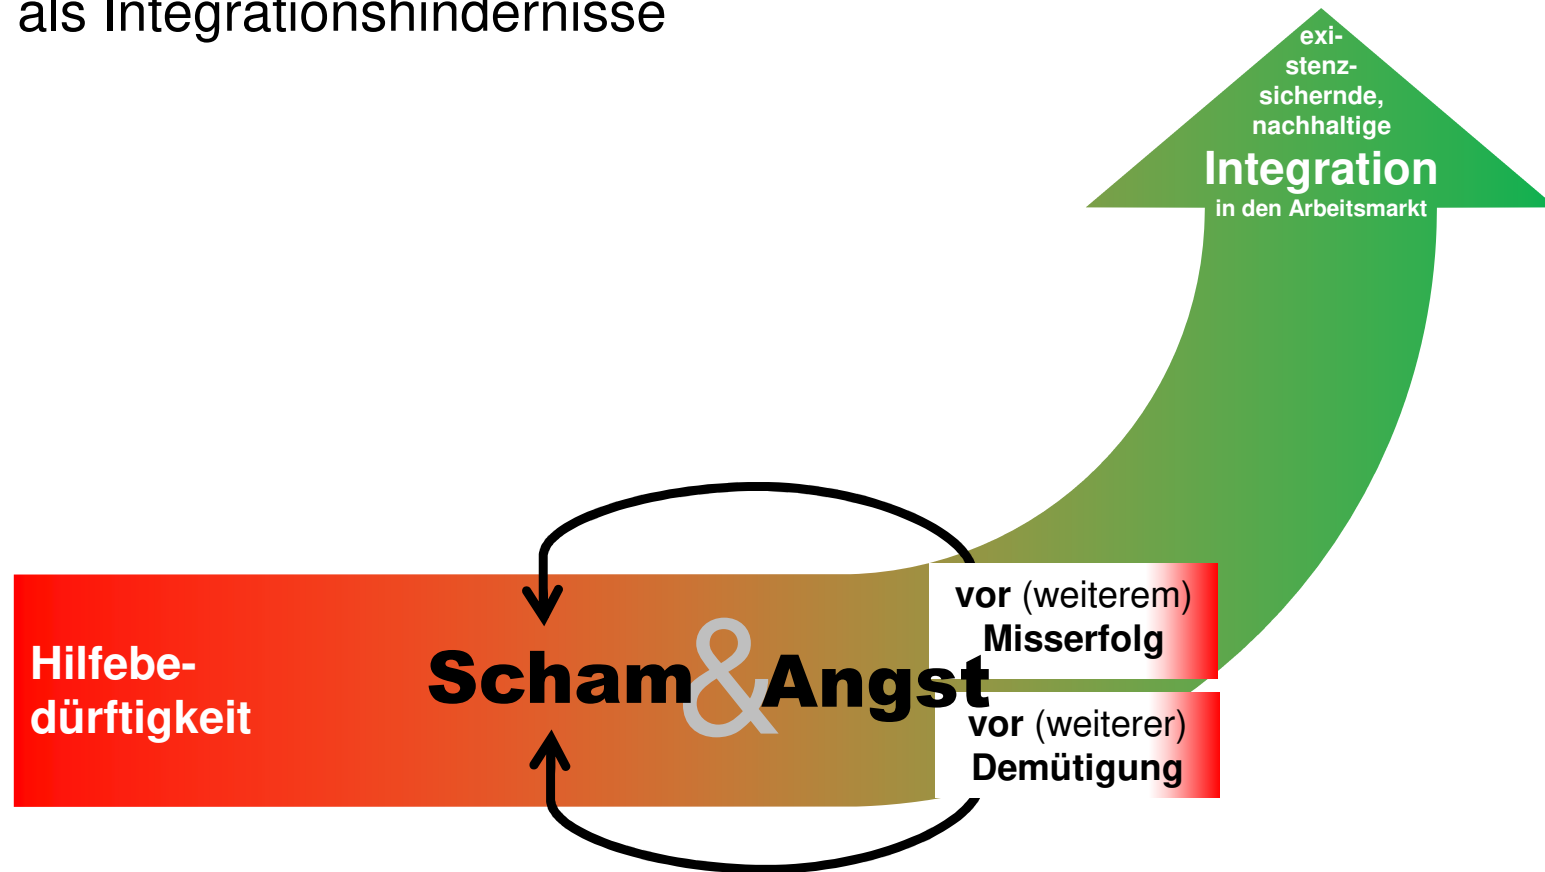 als Integrationshindernisse
exi-
stenz-
sichernde,
nachhaltige
Integration
in den Arbeitsmarkt
Hilfebe-
dürftigkeit
Scham & Angst
vor (weiterem)
Misserfolg
vor (weiterer)
Demütigung